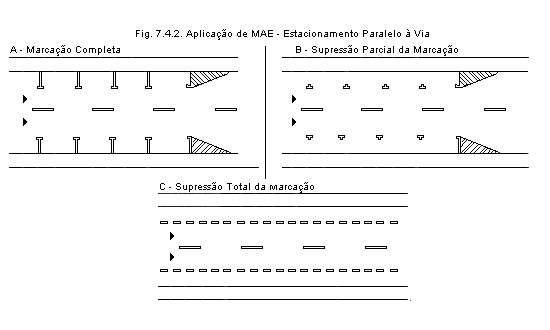 Fig. 7.4.2. Aplicação de MAE - Estacionamento Paralelo à Via
A - Marcação Completa
B - Supressão Parcial da Marcação
C - Supressão Total da Marcação